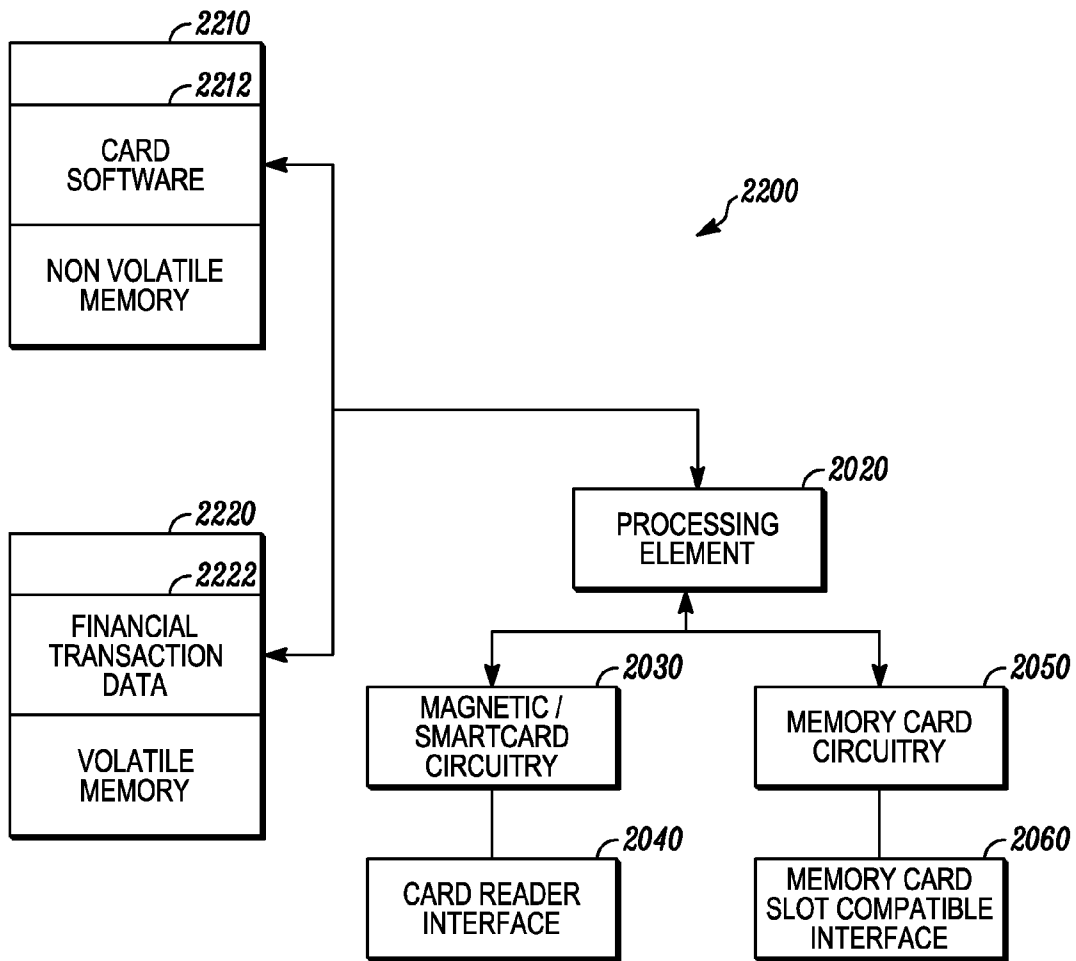 2210
2212
CARD
SOFTWARE
NON VOLATILE
MEMORY
2200
2220
2222
FINANCIAL
TRANSACTION
DATA
VOLATILE
MEMORY
2020
PROCESSING
ELEMENT
2030
MAGNETIC /
SMARTCARD
CIRCUITRY
2050
MEMORY CARD
CIRCUITRY
2040
CARD READER
INTERFACE
2060
MEMORY CARD
SLOT COMPATIBLE
INTERFACE